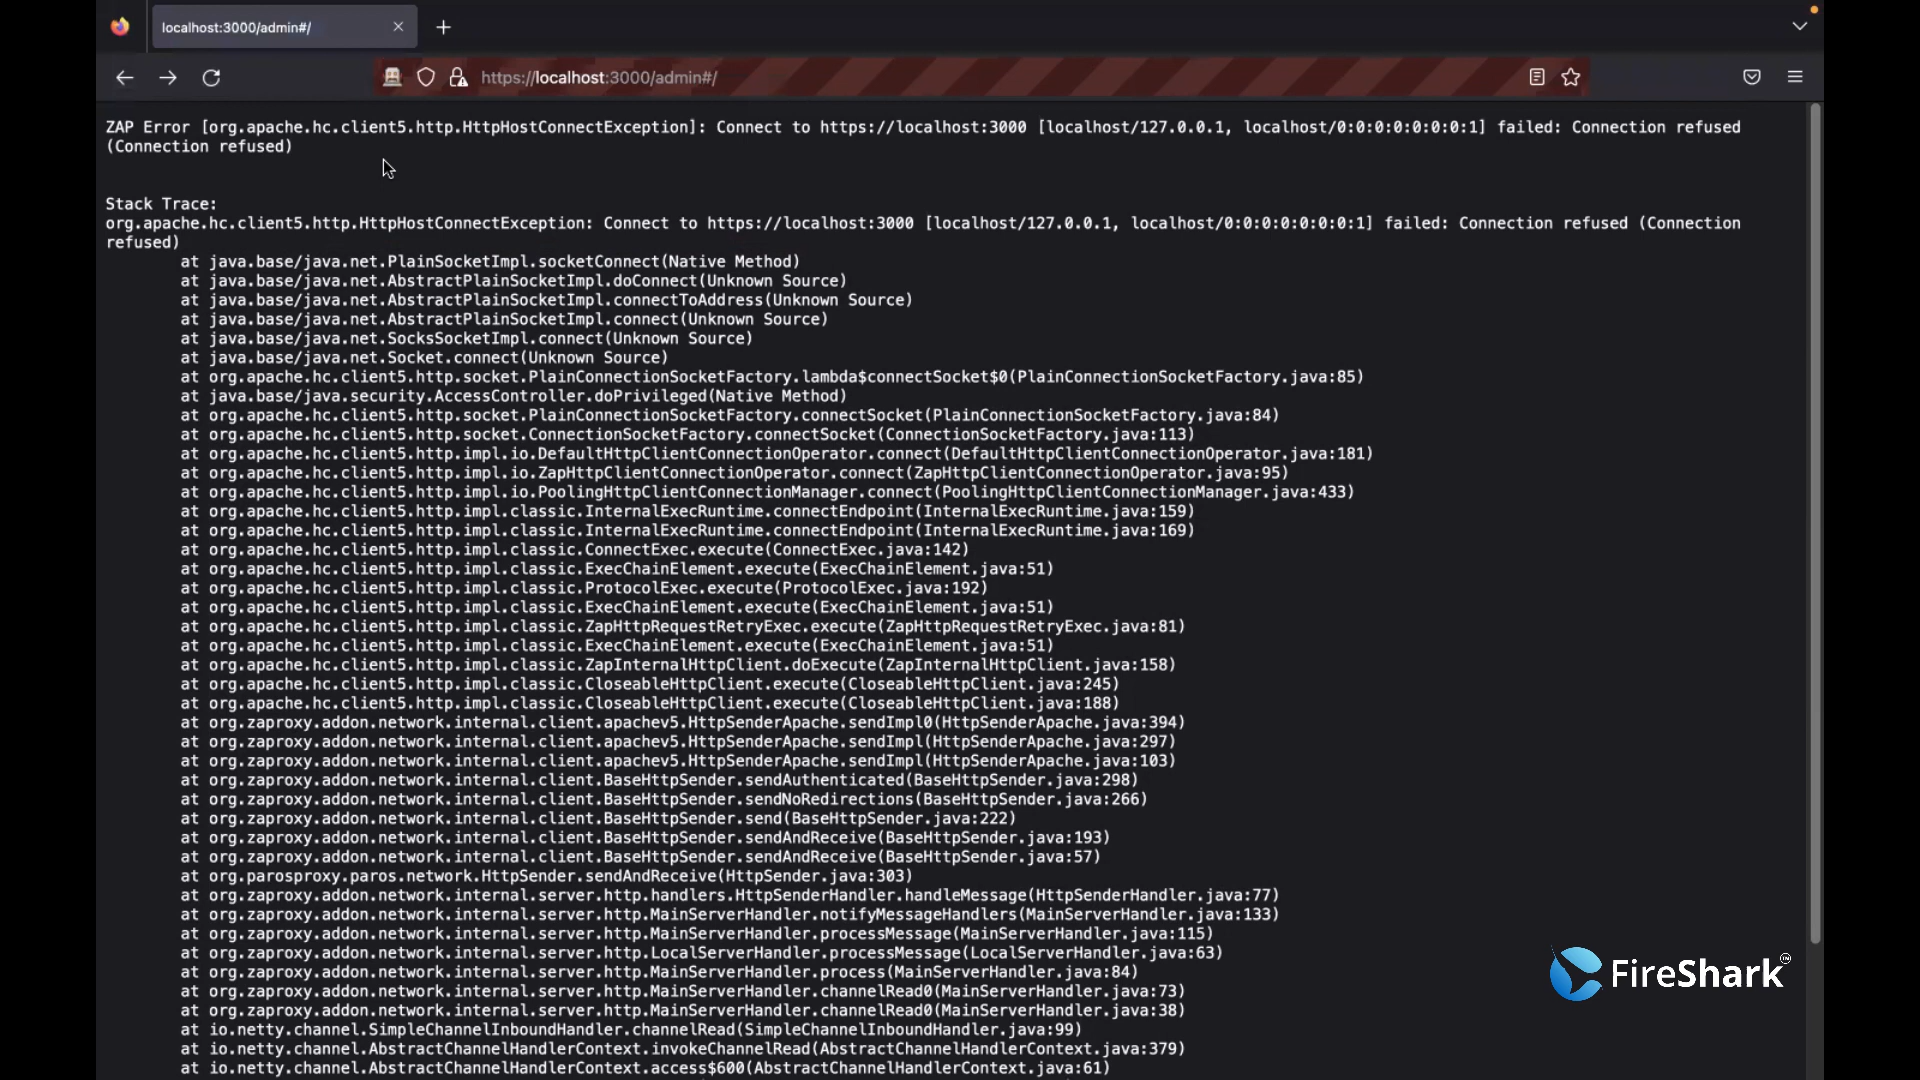 localhost:3000/admin#/
https://localhost:3000/admin#/
ZAP Error [org.apache.hc.client5.http.HttpHostConnectException]: Connect to https://localhost:3000 [localhost/127.0.0.1, localhost/0:0:0:0:0:0:0:1] failed: Connection refused
(Connection refused)
Stack Trace:
org.apache.hc.client5.http.HttpHostConnectException: Connect to https://localhost:3000 [localhost/127.0.0.1, localhost/0:0:0:0:0:0:0:1] failed: Connection refused (Connection
refused)
at java.base/java.net.PlainSocketImpl.socketConnect(Native Method)
at java.base/java.net.AbstractPlainSocketImpl.doConnect(Unknown Source)
at java.base/java.net.AbstractPlainSocketImpl.connectToAddress(Unknown Source)
at java.base/java.net.AbstractPlainSocketImpl.connect(Unknown Source)
at java.base/java.net.SocksSocketImpl.connect(Unknown Source)
at java.base/java.net.Socket.connect(Unknown Source)
at org.apache.hc.client5.http.socket.PlainConnectionSocketFactory.lambda$connectSocket$0(PlainConnectionSocketFactory.java:85)
at java.base/java.security.AccessController.doPrivileged(Native Method)
at org.apache.hc.client5.http.socket.PlainConnectionSocketFactory.connectSocket(PlainConnectionSocketFactory.java:84)
at org.apache.hc.client5.http.socket.ConnectionSocketFactory.connectSocket(ConnectionSocketFactory.java:113)
at org.apache.hc.client5.http.impl.io.DefaultHttpClientConnectionOperator.connect(DefaultHttpClientConnectionOperator.java:181)
at org.apache.hc.client5.http.impl.io.ZapHttpClientConnectionOperator.connect(ZapHttpClientConnectionOperator.java:95)
at org.apache.hc.client5.http.impl.io.PoolingHttpClientConnectionManager.connect(PoolingHttpClientConnectionManager.java:433)
at org.apache.hc.client5.http.impl.classic.InternalExecRuntime.connectEndpoint(InternalExecRuntime.java:159)
at org.apache.hc.client5.http.impl.classic.InternalExecRuntime.connectEndpoint(InternalExecRuntime.java:169)
at org.apache.hc.client5.http.impl.classic.ConnectExec.execute(ConnectExec.java:142)
at org.apache.hc.client5.http.impl.classic.ExecChainElement.execute(ExecChainElement.java:51)
at org.apache.hc.client5.http.impl.classic.ProtocolExec.execute(ProtocolExec.java:192)
at org.apache.hc.client5.http.impl.classic.ExecChainElement.execute(ExecChainElement.java:51)
at org.apache.hc.client5.http.impl.classic.ZapHttpRequestRetryExec.execute(ZapHttpRequestRetryExec.java:81)
at org.apache.hc.client5.http.impl.classic.ExecChainElement.execute(ExecChainElement.java:51)
at org.apache.hc.client5.http.impl.classic.ZapInternalHttpClient.doExecute(ZapInternalHttpClient.java:158)
at org.apache.hc.client5.http.impl.classic.CloseableHttpClient.execute(CloseableHttpClient.java:245)
at org.apache.hc.client5.http.impl.classic.CloseableHttpClient.execute(CloseableHttpClient.java:188)
at org.zaproxy.addon.network.internal.client.apachev5.HttpSenderApache.sendImpl0(HttpSenderApache.java:394)
at org.zaproxy.addon.network.internal.client.apachev5.HttpSenderApache.sendImpl(HttpSenderApache.java:297)
at org.zaproxy.addon.network.internal.client.apachev5.HttpSenderApache.sendImpl(HttpSenderApache.java:103)
at org.zaproxy.addon.network.internal.client.BaseHttpSender.sendAuthenticated(BaseHttpSender.java:298)
at org.zaproxy.addon.network.internal.client.BaseHttpSender.sendNoRedirections(BaseHttpSender.java:266)
at org.zaproxy.addon.network.internal.client.BaseHttpSender.send(BaseHttpSender.java:222)
at org.zaproxy.addon.network.internal.client.BaseHttpSender.sendAndReceive(BaseHttpSender.java:193)
at org.zaproxy.addon.network.internal.client.BaseHttpSender.sendAndReceive(BaseHttpSender.java:57)
at org.parosproxy.paros.network.HttpSender.sendAndReceive(HttpSender.java:303)
at org.zaproxy.addon.network.internal.server.http.handlers.HttpSenderHandler.handleMessage(HttpSenderHandler.java:77)
at org.zaproxy.addon.network.internal.server.http.MainServerHandler.notifyMessageHandlers(MainServerHandler.java:133)
at org.zaproxy.addon.network.internal.server.http.MainServerHandler.processMessage(MainServerHandler.java:115)
at org.zaproxy.addon.network.internal.server.http.LocalServerHandler.processMessage(LocalServerHandler.java:63)
at org.zaproxy.addon.network.internal.server.http.MainServerHandler.process(MainServerHandler.java:84)
at org.zaproxy.addon.network.internal.server.http.MainServerHandler.channelRead0(MainServerHandler.java:73)
at org.zaproxy.addon.network.internal.server.http.MainServerHandler.channelRead0(MainServerHandler.java:38)
at io.netty.channel.SimpleChannelInboundHandler.channelRead(SimpleChannelInboundHandler.java:99)
at io.netty.channel.AbstractChannelHandlerContext.invokeChannelRead(AbstractChannelHandlerContext.java:379)
at io.netty.channel.AbstractChannelHandlerContext.access$600(AbstractChannelHandlerContext.java:61)
FireShark